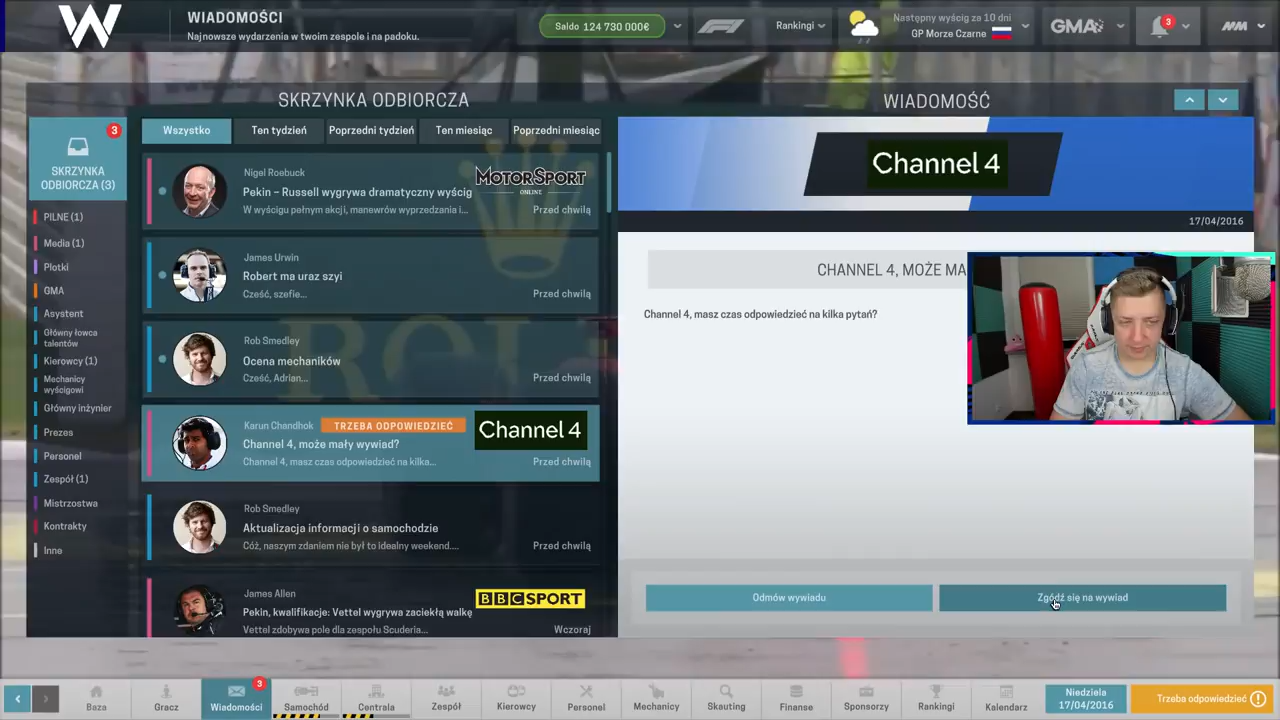 W
WIADOMOŚCI
Najnowsze wydarzenia w twoim zespole i na padoku.
Saldo 124 730 000€
Rankingi
Następny wyścig za 10 dni
GP Morze Czarne
GMA
3
SKRZYNKA ODBIORCZA
3
SKRZYNKA
ODBIORCZA (3)
PILNE (1)
Media (1)
Plotki
GMA
Asystent
Główny łowca
talentów
Kierowcy (1)
Mechanicy
wyścigowi
Główny inżynier
Prezes
Personel
Zespół (1)
Mistrzostwa
Kontrakty
Inne
Wszystko
Ten tydzień
Poprzedni tydzień
Ten miesiąc
Poprzedni miesiąc
Nigel Roebuck
Pekin – Russell wygrywa dramatyczny wyścig
W wyścigu pełnym akcji, manewrów wyprzedzania i...
MOTORSPORT
ONLINE
Przed chwilą
James Urwin
Robert ma uraz szyi
Cześć, szefie...
Przed chwilą
Rob Smedley
Ocena mechaników
Cześć, Adrian...
Przed chwilą
Karun Chandhok
TRZEBA ODPOWIEDZIEĆ
Channel 4, może mały wywiad?
Channel 4, masz czas odpowiedzieć na kilka...
Channel 4
Przed chwilą
Rob Smedley
Aktualizacja informacji o samochodzie
Cóż, naszym zdaniem nie był to idealny weekend....
Przed chwilą
James Allen
Pekin, kwalifikacje: Vettel wygrywa zaciekłą walkę
Vettel zdobywa pole dla zespołu Scuderia...
BBC SPORT
Wczoraj
WIADOMOŚĆ
Channel 4
17/04/2016
CHANNEL 4, MOŻE MA
Channel 4, masz czas odpowiedzieć na kilka pytań?
Odmów wywiadu
Zgódź się na wywiad
Baza
Gracz
3
Wiadomości
Samochód
Centrala
Zespół
Kierowcy
Personel
Mechanicy
Skauting
Finanse
Sponsorzy
Rankingi
Kalendarz
Niedziela
17/04/2016
Trzeba odpowiedzieć